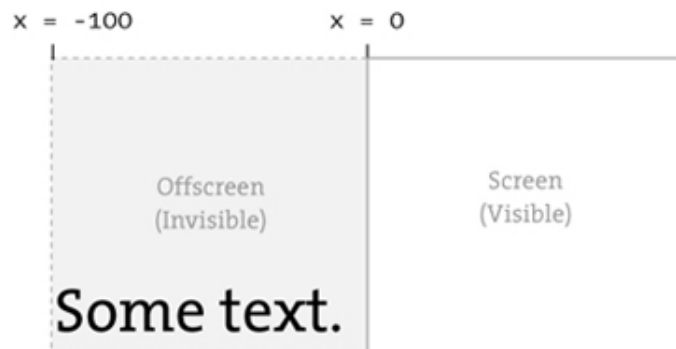 x = -100 x = 0
Offscreen
(Invisible)
Screen
(Visible)
Some text.